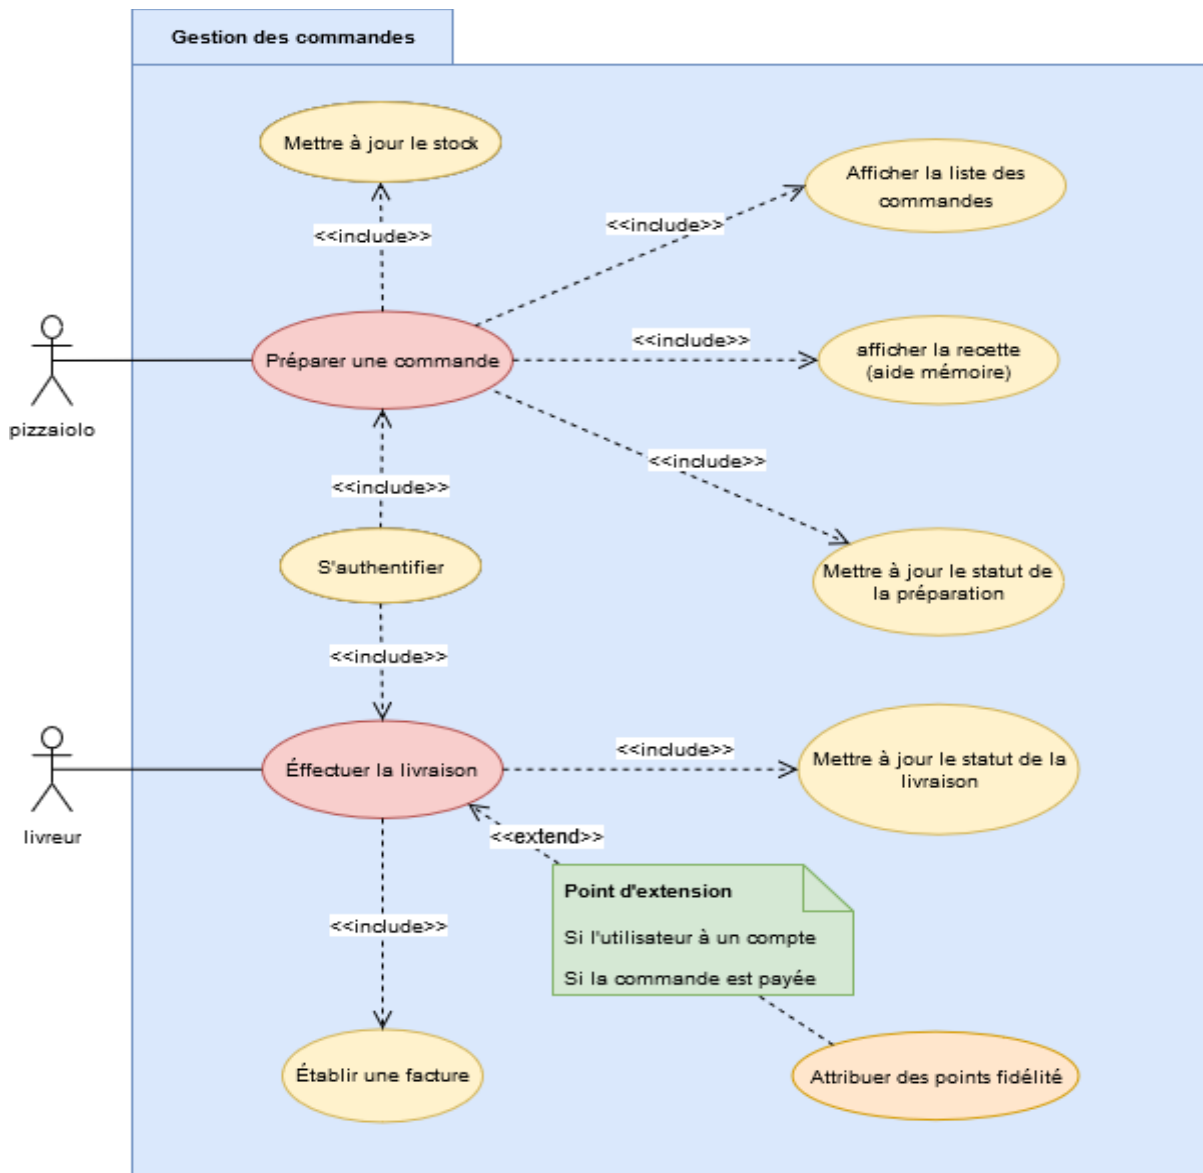 Gestion des commandes
Mettre à jour le stock
Afficher la liste des
commandes
<<include>>
<<include>>
<<include>>
Préparer une commande
afficher la recette
(aide mémoire)
pizzaiolo
<<include>>
<<include>>
S'authentifier
Mettre à jour le statut de
la préparation
<<include>>
Éffectuer la livraison
<<include>>
Mettre à jour le statut de la
livraison
livreur
<<extend>>
Point d'extension
Si l'utilisateur à un compte
Si la commande est payée
<<include>>
Établir une facture
Attribuer des points fidélité